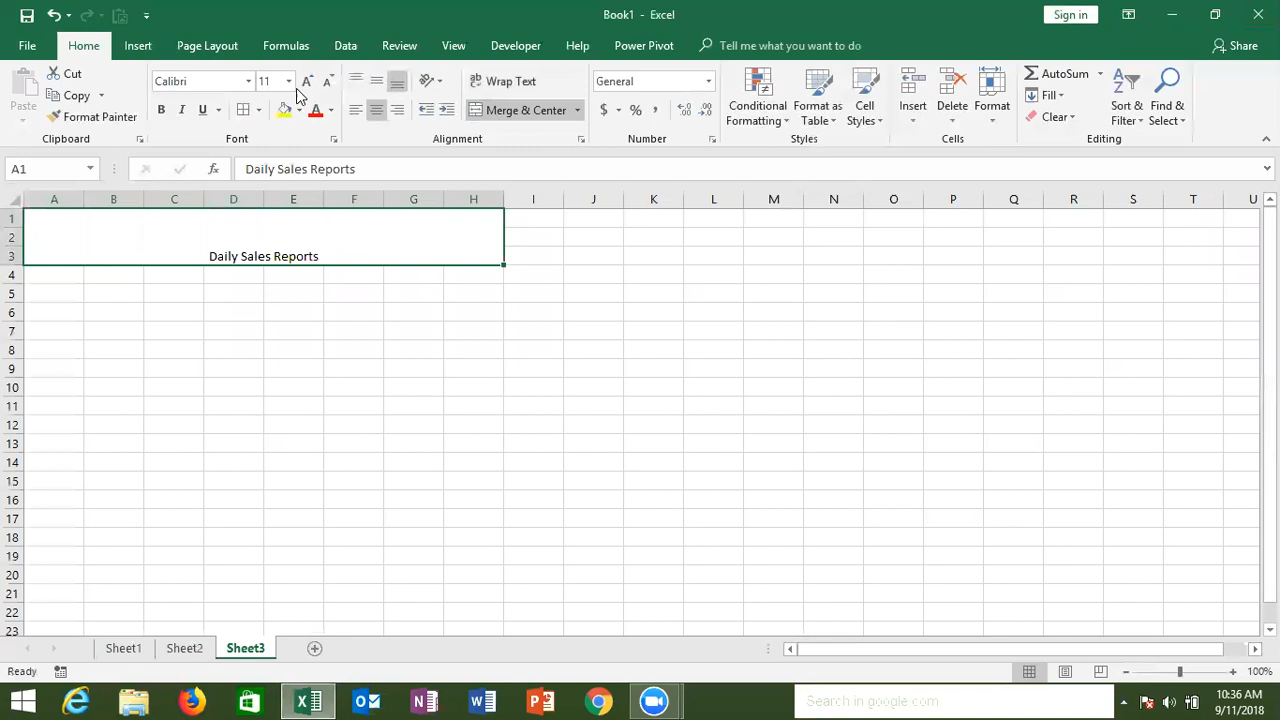 Book1 - Excel
Sign in
File Home Insert Page Layout Formulas Data Review View Developer Help Power Pivot Tell me what you want to do Share
Paste
Cut
Copy
Format Painter
Clipboard
Calibri 11
B I U A
Font
Wrap Text
Merge & Center
Alignment
General
$ % ,
Number
Conditional Formatting
Format as Table
Cell Styles
Styles
Insert Delete Format
Cells
AutoSum
Fill
Clear
Sort & Filter
Find & Select
Editing
A1 fx Daily Sales Reports
A B C D E F G H I J K L M N O P Q R S T U
1
2
3 Daily Sales Reports
4
5
6
7
8
9
10
11
12
13
14
15
16
17
18
19
20
21
22
23
Sheet1 Sheet2 Sheet3
Ready 100%
Search in google.com
10:36 AM
9/11/2018